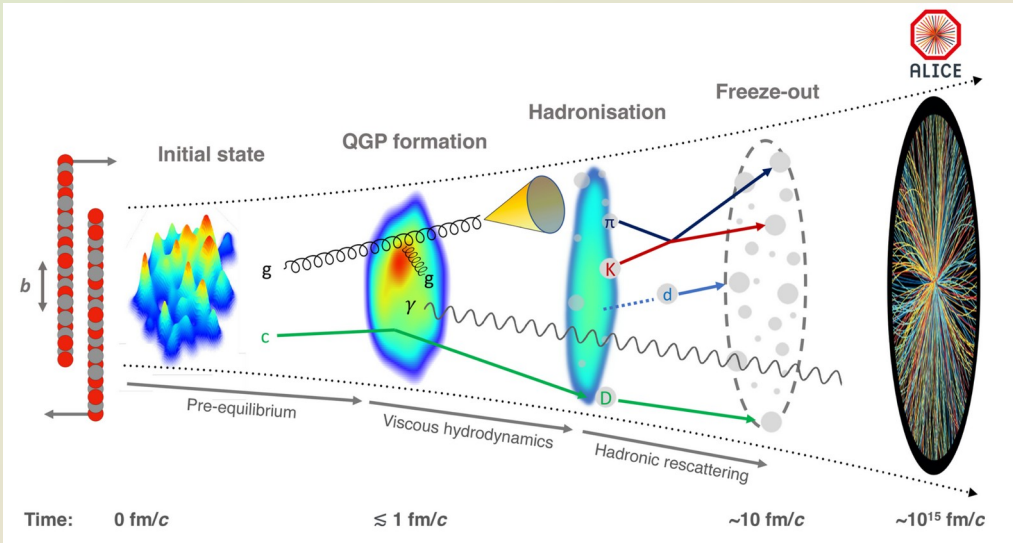 ALICE
Freeze-out
Hadronisation
QGP formation
Initial state
b
g
g
γ
c
π
K
d
D
Pre-equilibrium
Viscous hydrodynamics
Hadronic rescattering
Time: 0 fm/c ≲ 1 fm/c ~10 fm/c ~10¹⁵ fm/c